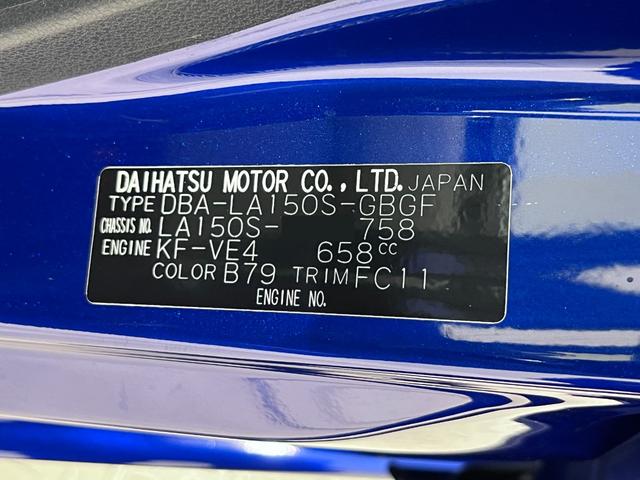 DAIHATSU MOTOR CO., LTD. JAPAN
TYPE DBA-LA150S-GBGF
CHASSIS NO. LA150S- 758
ENGINE KF-VE4 658cc
COLOR B79 TRIM FC11
ENGINE NO.